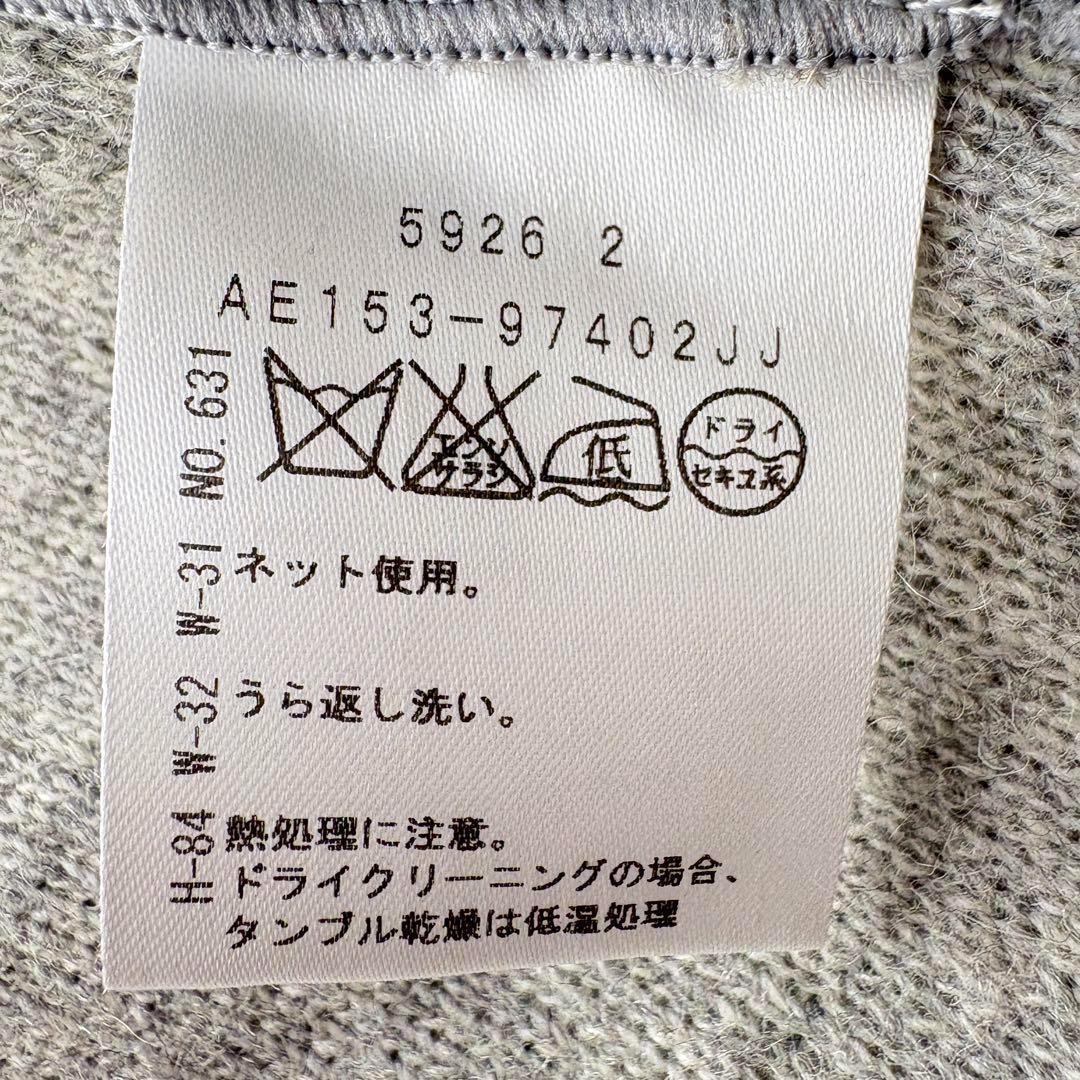 5926 2
AE153-97402JJ
エンソ
サラシ
低
ドライ
セキユ系
ネット使用。
うら返し洗い。
熱処理に注意。
ドライクリーニングの場合、
タンブル乾燥は低温処理
H-84 W-32 W-31 NO.631